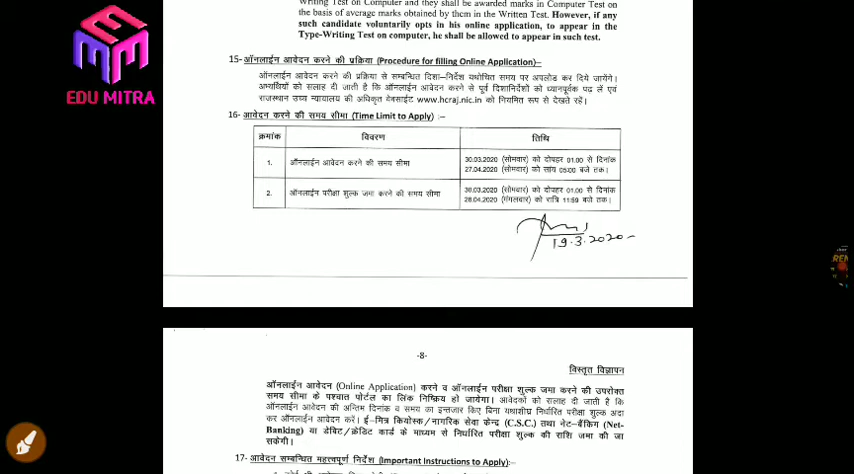 Writing Test on Computer and they shall be awarded marks in Computer Test on
the basis of average marks obtained by them in the Written Test. However, if any
such candidate voluntarily opts in his online application, to appear in the
Type-Writing Test on computer, he shall be allowed to appear in such test.
EDU MITRA
15- ऑनलाईन आवेदन करने की प्रक्रिया (Procedure for filling Online Application)–
ऑनलाईन आवेदन करने की प्रक्रिया से सम्बन्धित दिशा–निर्देश यथोचित समय पर अपलोड कर दिये जायेंगे।
अभ्यर्थियों को सलाह दी जाती है कि ऑनलाईन आवेदन करने से पूर्व दिशानिर्देशों को ध्यानपूर्वक पढ़ लें एवं
राजस्थान उच्च न्यायालय की अधिकृत वेबसाईट www.hcraj.nic.in को नियमित रूप से देखते रहें।
16- आवेदन करने की समय सीमा (Time Limit to Apply) :–
क्रमांक विवरण तिथि
1. ऑनलाईन आवेदन करने की समय सीमा 30.03.2020 (सोमवार) को दोपहर 01.00 से दिनांक
27.04.2020 (सोमवार) को सायं 05:00 बजे तक।
2. ऑनलाईन परीक्षा शुल्क जमा करने की समय सीमा 30.03.2020 (सोमवार) को दोपहर 01.00 से दिनांक
28.04.2020 (मंगलवार) को रात्रि 11:59 बजे तक।
19.3.2020
-8-
विस्तृत विज्ञापन
ऑनलाईन आवेदन (Online Application) करने व ऑनलाईन परीक्षा शुल्क जमा करने की उपरोक्त
समय सीमा के पश्चात पोर्टल का लिंक निष्क्रिय हो जायेगा। आवेदकों को सलाह दी जाती है कि
ऑनलाईन आवेदन की अन्तिम दिनांक व समय का इन्तजार किए बिना यथाशीघ्र निर्धारित परीक्षा शुल्क अदा
कर ऑनलाईन आवेदन करें। ई–मित्र कियोस्क/नागरिक सेवा केन्द्र (C.S.C.) तथा नेट–बैंकिंग (Net-
Banking) या डेबिट/क्रेडिट कार्ड के माध्यम से निर्धारित परीक्षा शुल्क की राशि जमा की जा
सकेगी।
17- आवेदन सम्बन्धित महत्त्वपूर्ण निर्देश (Important Instructions to Apply):–